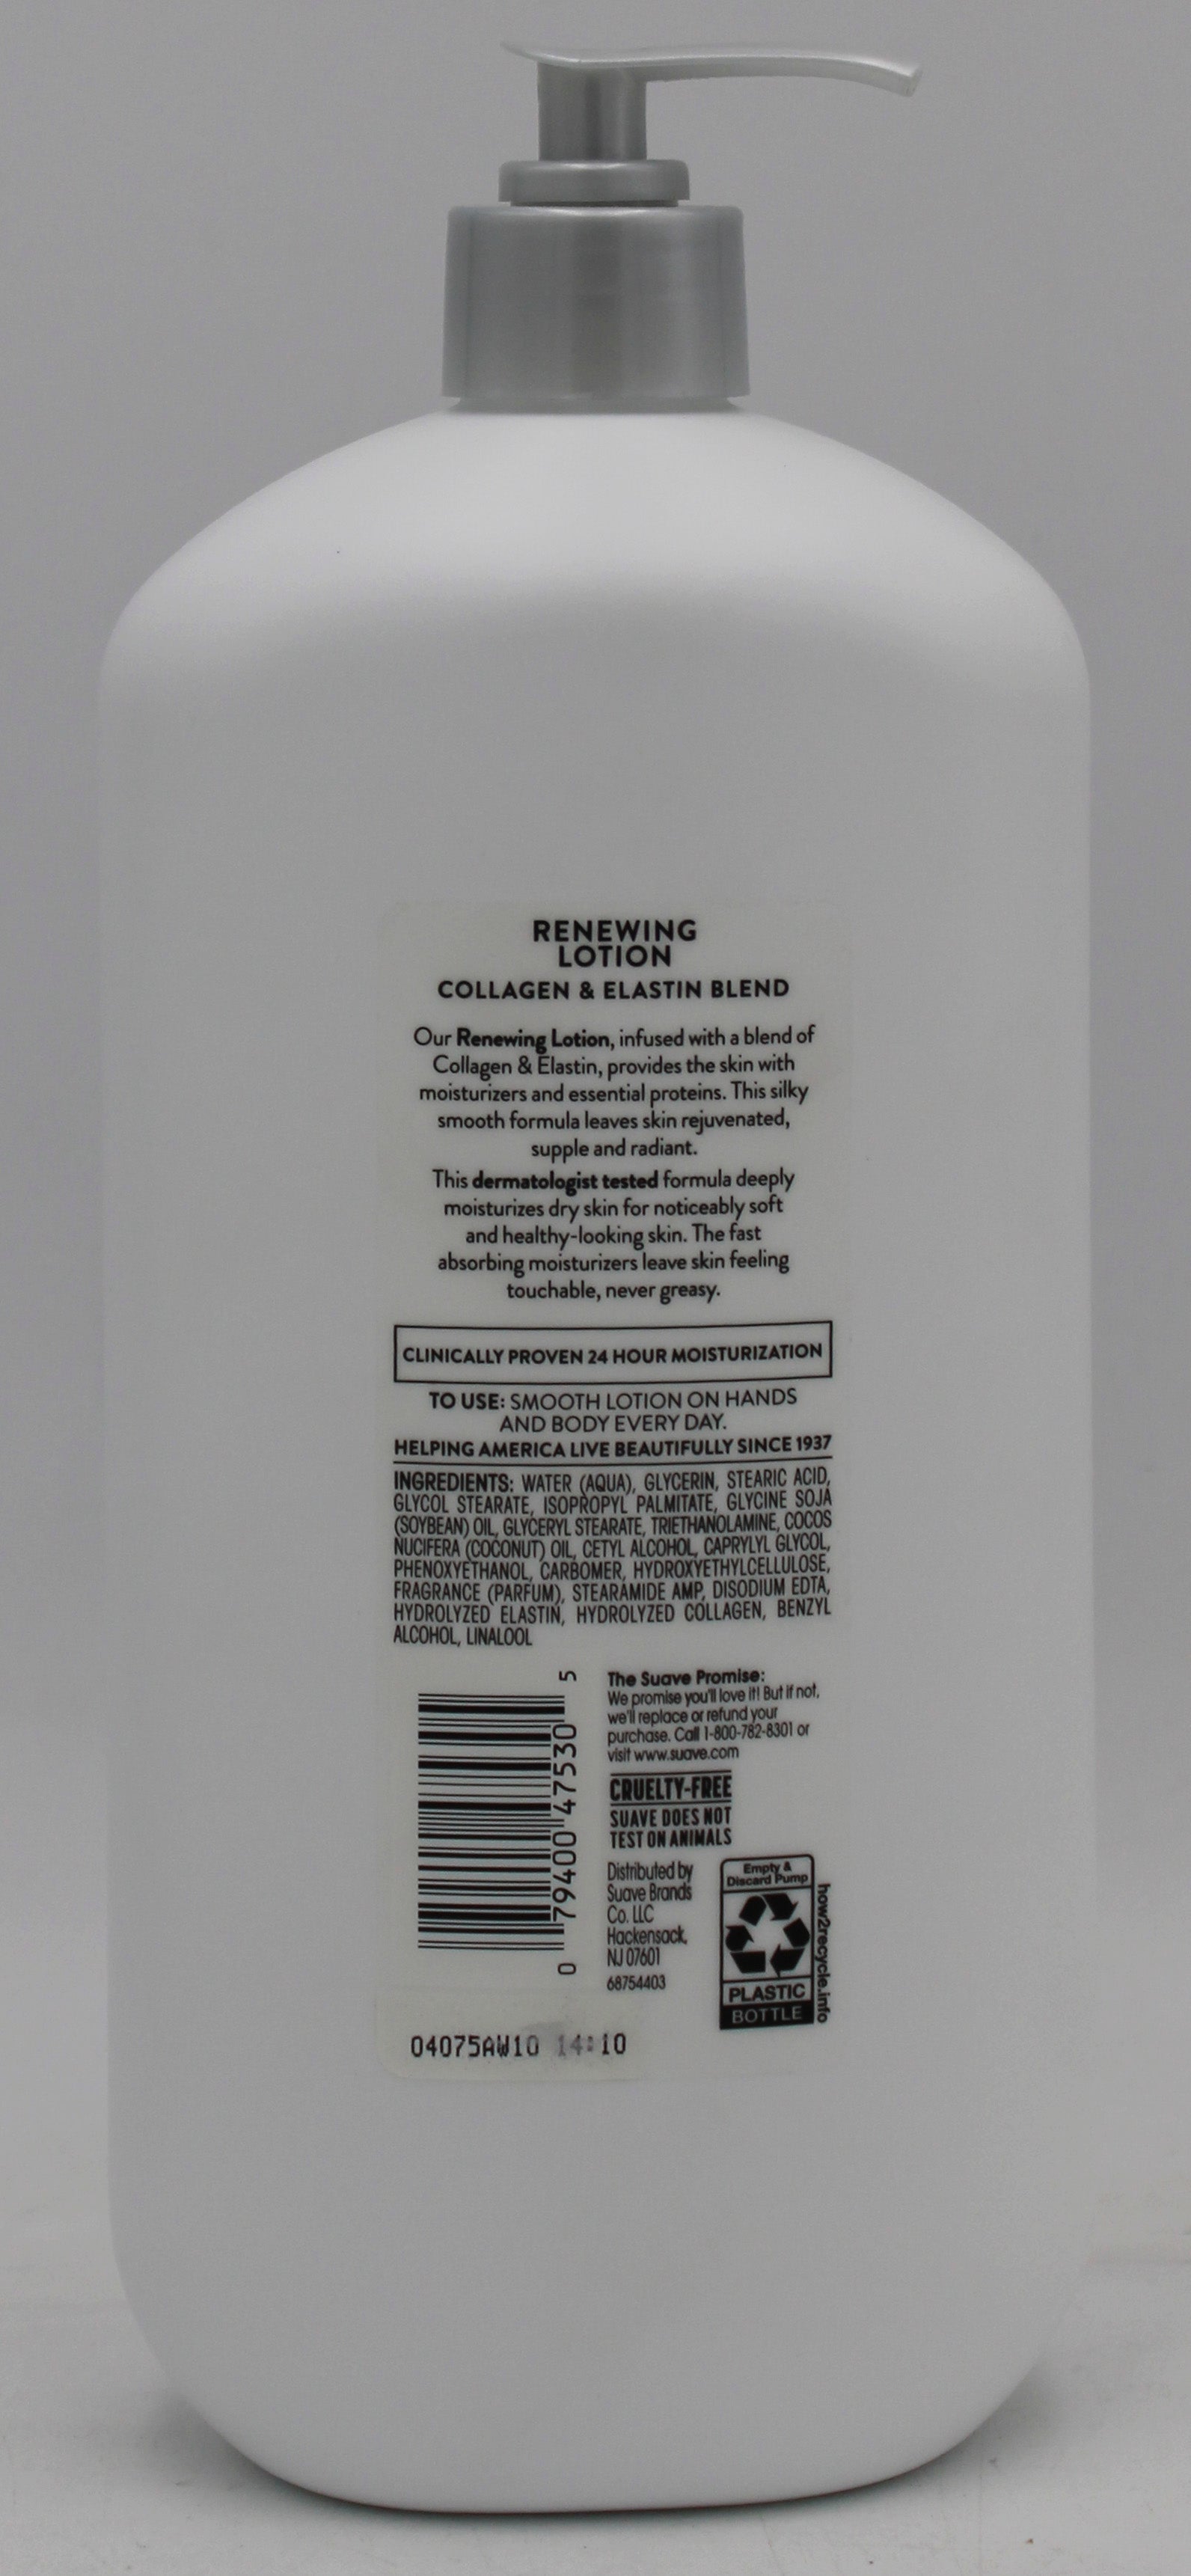 RENEWING
LOTION
COLLAGEN & ELASTIN BLEND
Our Renewing Lotion, infused with a blend of
Collagen & Elastin, provides the skin with
moisturizers and essential proteins. This silky
smooth formula leaves skin rejuvenated,
supple and radiant.
This dermatologist tested formula deeply
moisturizes dry skin for noticeably soft
and healthy-looking skin. The fast
absorbing moisturizers leave skin feeling
touchable, never greasy.
CLINICALLY PROVEN 24 HOUR MOISTURIZATION
TO USE: SMOOTH LOTION ON HANDS
AND BODY EVERY DAY.
HELPING AMERICA LIVE BEAUTIFULLY SINCE 1937
INGREDIENTS: WATER (AQUA), GLYCERIN, STEARIC ACID,
GLYCOL STEARATE, ISOPROPYL PALMITATE, GLYCINE SOJA
(SOYBEAN) OIL, GLYCERYL STEARATE, TRIETHANOLAMINE, COCOS
NUCIFERA (COCONUT) OIL, CETYL ALCOHOL, CAPRYLYL GLYCOL,
PHENOXYETHANOL, CARBOMER, HYDROXYETHYLCELLULOSE,
FRAGRANCE (PARFUM), STEARAMIDE AMP, DISODIUM EDTA,
HYDROLYZED ELASTIN, HYDROLYZED COLLAGEN, BENZYL
ALCOHOL, LINALOOL
0 79400 47530 5
The Suave Promise:
We promise you'll love it! But if not,
we'll replace or refund your
purchase. Call 1-800-782-8301 or
visit www.suave.com
CRUELTY-FREE
SUAVE DOES NOT
TEST ON ANIMALS
Distributed by
Suave Brands
Co. LLC
Hackensack,
NJ 07601
68754403
Empty &
Discard Pump
PLASTIC
BOTTLE
how2recycle.info
04075AW10 14:10